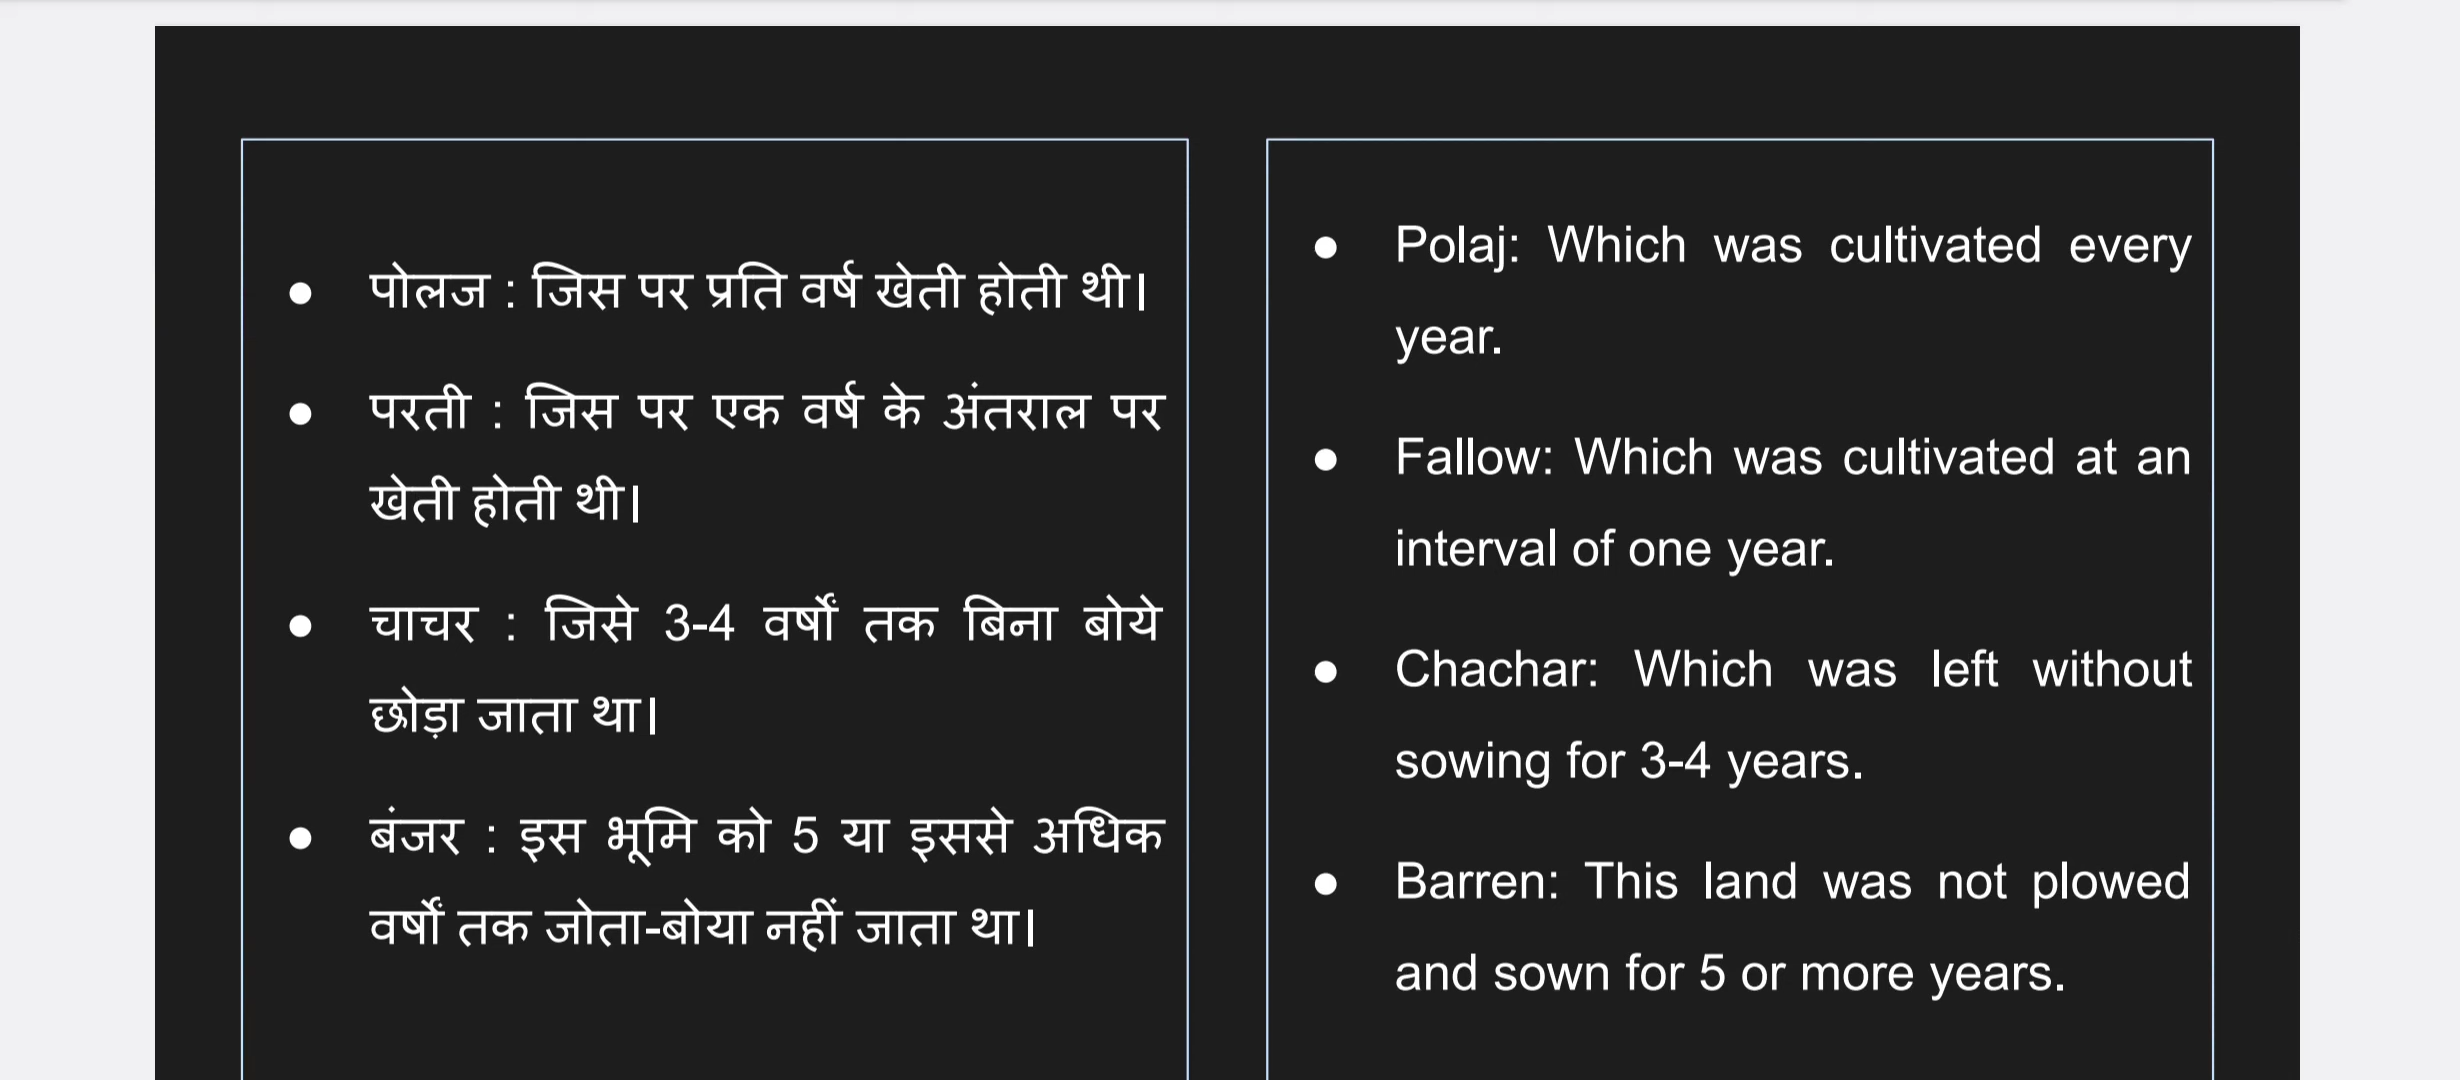 ● पोलज : जिस पर प्रति वर्ष खेती होती थी।
● परती : जिस पर एक वर्ष के अंतराल पर
खेती होती थी।
● चाचर : जिसे 3-4 वर्षों तक बिना बोये
छोड़ा जाता था।
● बंजर : इस भूमि को 5 या इससे अधिक
वर्षों तक जोता-बोया नहीं जाता था।
● Polaj: Which was cultivated every
year.
● Fallow: Which was cultivated at an
interval of one year.
● Chachar: Which was left without
sowing for 3-4 years.
● Barren: This land was not plowed
and sown for 5 or more years.